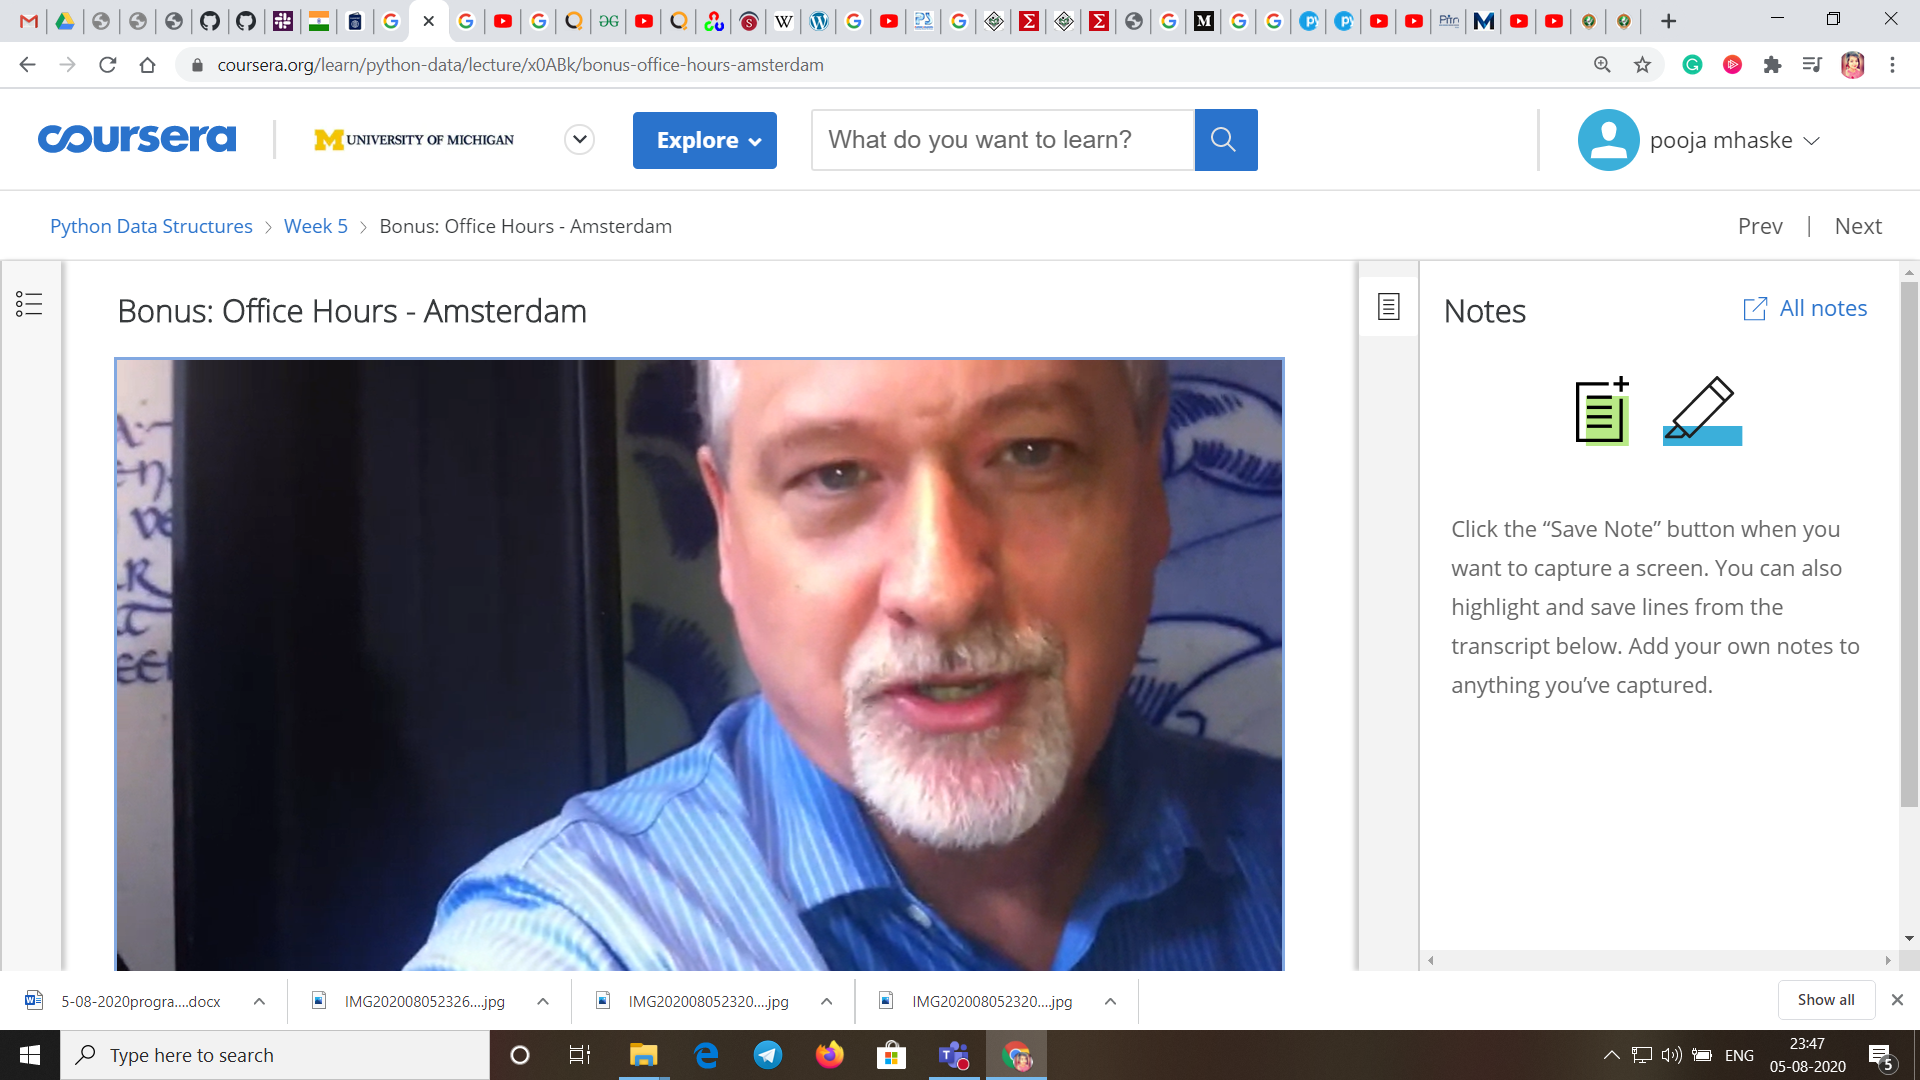 coursera.org/learn/python-data/lecture/x0ABk/bonus-office-hours-amsterdam
coursera
M UNIVERSITY OF MICHIGAN
Explore
What do you want to learn?
pooja mhaske
Python Data Structures > Week 5 > Bonus: Office Hours - Amsterdam
Prev | Next
Bonus: Office Hours - Amsterdam
Notes
All notes
Click the “Save Note” button when you
want to capture a screen. You can also
highlight and save lines from the
transcript below. Add your own notes to
anything you’ve captured.
5-08-2020progra....docx
IMG202008052326....jpg
IMG202008052320....jpg
IMG202008052320....jpg
Show all
Type here to search
ENG
23:47
05-08-2020
5